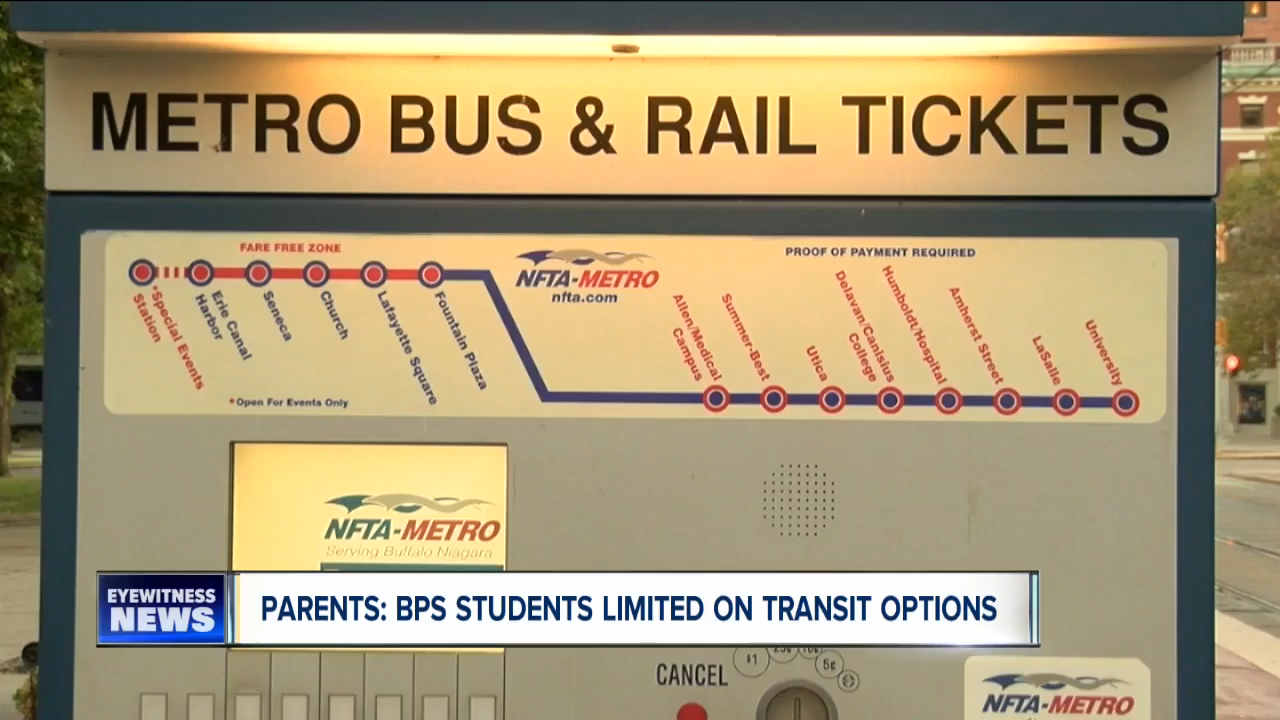 METRO BUS & RAIL TICKETS
FARE FREE ZONE
NFTA-METRO
nfta.com
PROOF OF PAYMENT REQUIRED
*Special Events
Station
Erie Canal
Harbor
Seneca
Church
Lafayette Square
Fountain Plaza
Allen/Medical
Campus
Summer-Best
Utica
Delavan/Canisius
College
Humboldt/Hospital
Amherst Street
LaSalle
University
*Open For Events Only
NFTA-METRO
Serving Buffalo Niagara
EYEWITNESS
NEWS
PARENTS: BPS STUDENTS LIMITED ON TRANSIT OPTIONS
CANCEL
$1
25¢
10¢
5¢
NFTA-METRO